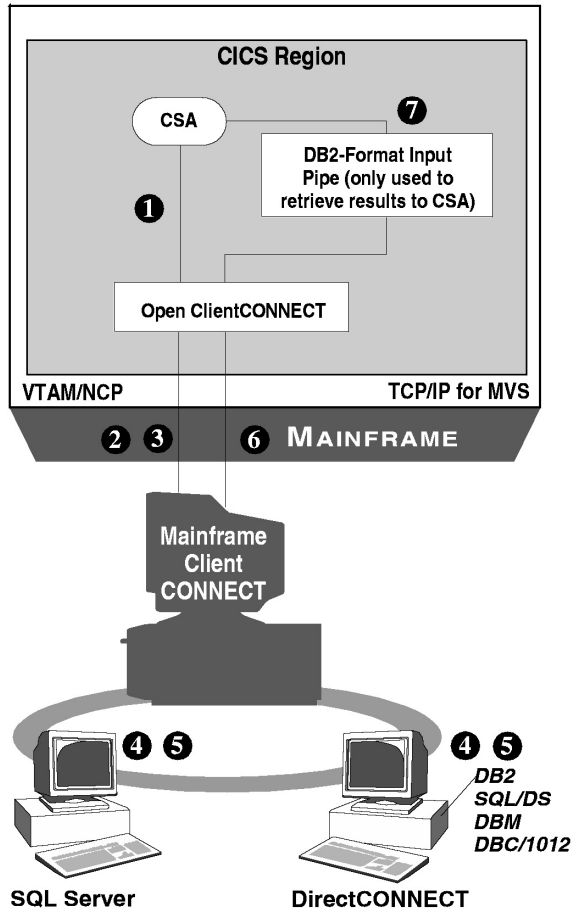 CICS Region
CSA
7
DB2-Format Input
Pipe (only used to
retrieve results to CSA)
1
Open ClientCONNECT
VTAM/NCP
TCP/IP for MVS
2 3 6 MAINFRAME
Mainframe
Client
CONNECT
4 5
4 5
DB2
SQL/DS
DBM
DBC/1012
SQL Server
DirectCONNECT